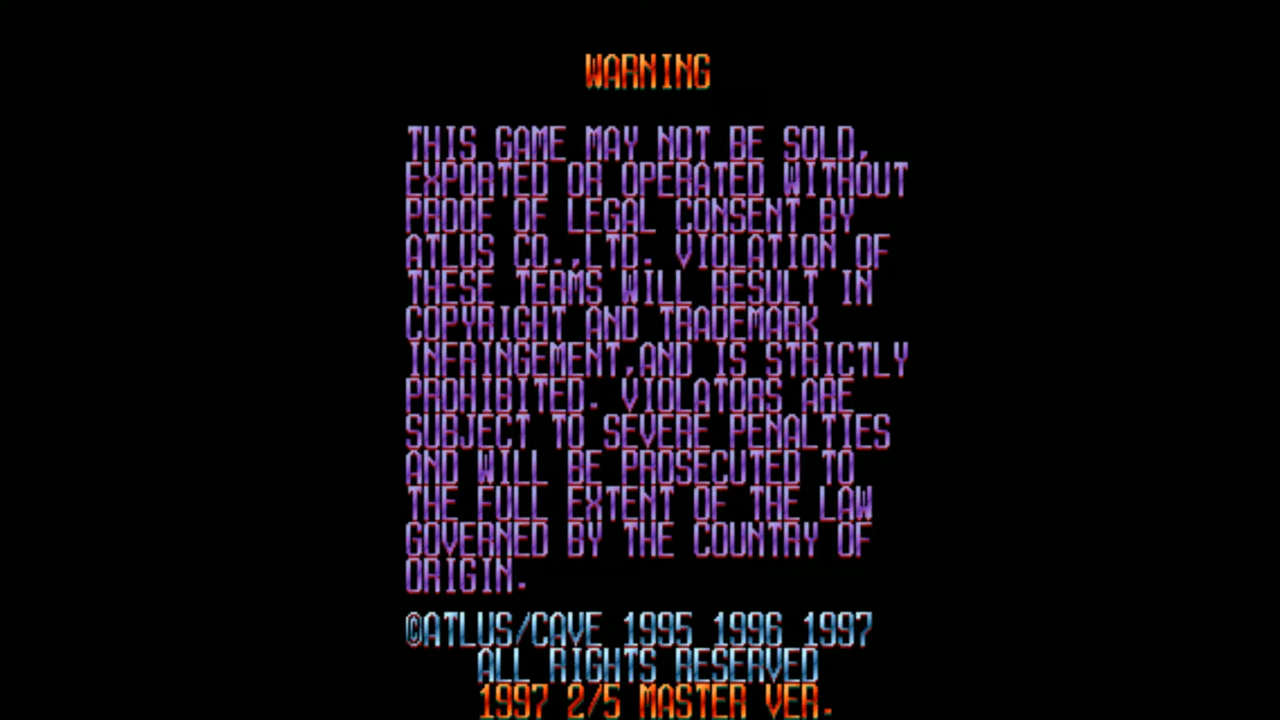 WARNING
THIS GAME MAY NOT BE SOLD,
EXPORTED OR OPERATED WITHOUT
PROOF OF LEGAL CONSENT BY
ATLUS CO.,LTD. VIOLATION OF
THESE TERMS WILL RESULT IN
COPYRIGHT AND TRADEMARK
INFRINGEMENT,AND IS STRICTLY
PROHIBITED. VIOLATORS ARE
SUBJECT TO SEVERE PENALTIES
AND WILL BE PROSECUTED TO
THE FULL EXTENT OF THE LAW
GOVERNED BY THE COUNTRY OF
ORIGIN.
©ATLUS/CAVE 1995 1996 1997
ALL RIGHTS RESERVED
1997 2/5 MASTER VER.